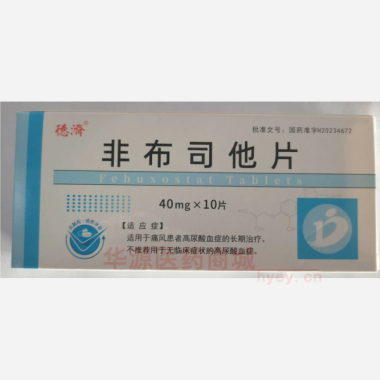 德济®
批准文号：国药准字H20234672
非布司他片
Febuxostat Tablets
40mg×10片
【适应症】
适用于痛风患者高尿酸血症的长期治疗。
不推荐用于无临床症状的高尿酸血症。
华源医药商城
hyey.cn